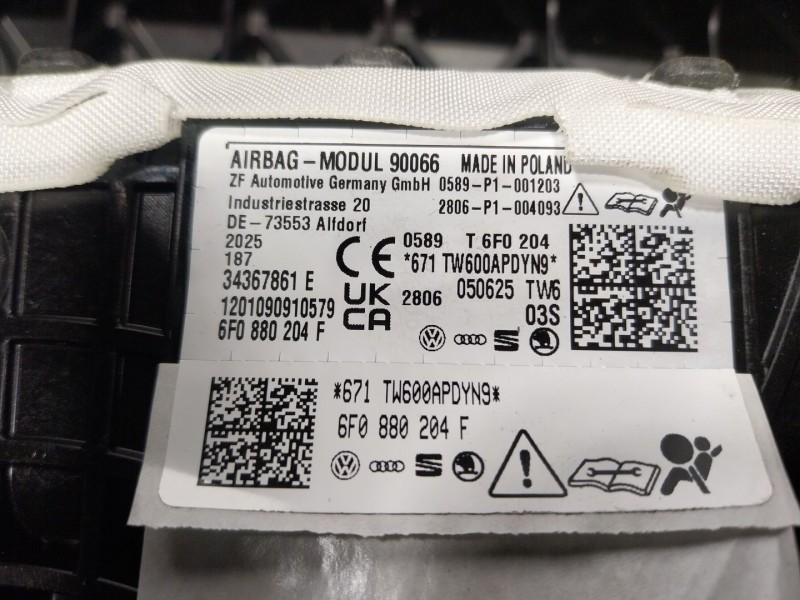 AIRBAG-MODUL 90066 MADE IN POLAND
ZF Automotive Germany GmbH 0589-P1-001203
Industriestrasse 20 2806-P1-004093
DE-73553 Alfdorf
2025 CE 0589 T 6F0 204
187 *671 TW600APDYN9*
34367861 E 050625 TW6
1201090910579 UKCA 2806 03S
6F0 880 204 F
*671 TW600APDYN9*
6F0 880 204 F